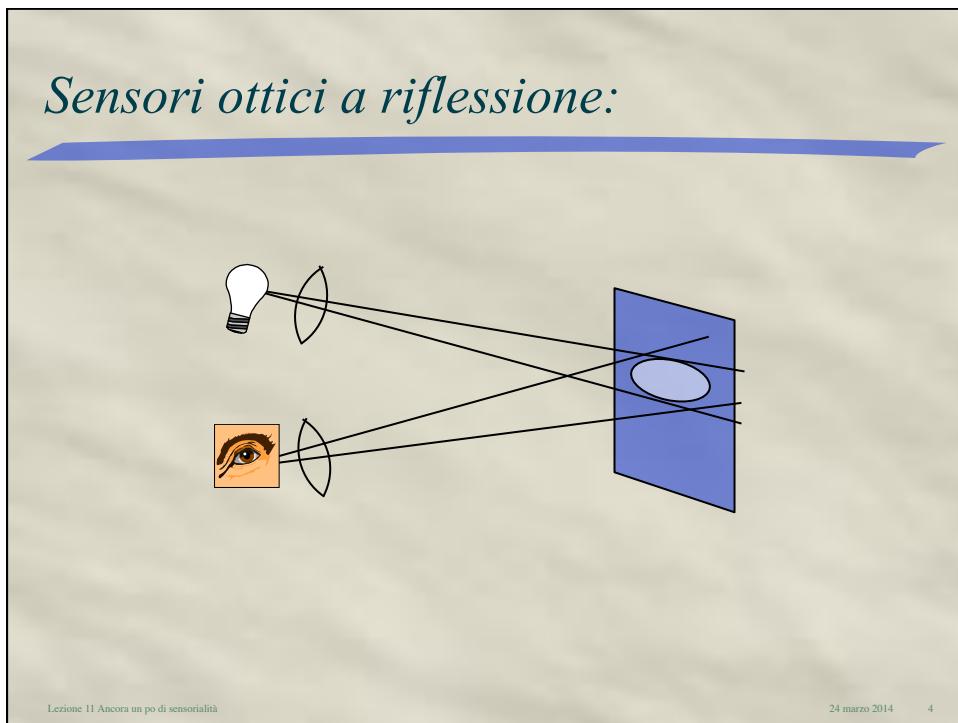 Sensori ottici a riflessione:
Lezione 11 Ancora un po di sensorialità
24 marzo 2014
4